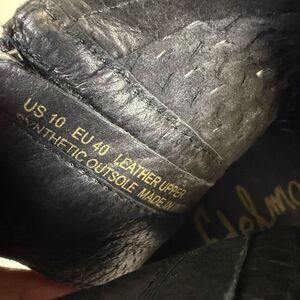 US 10 EU 40 LEATHER UPPER
SYNTHETIC OUTSOLE MADE IN